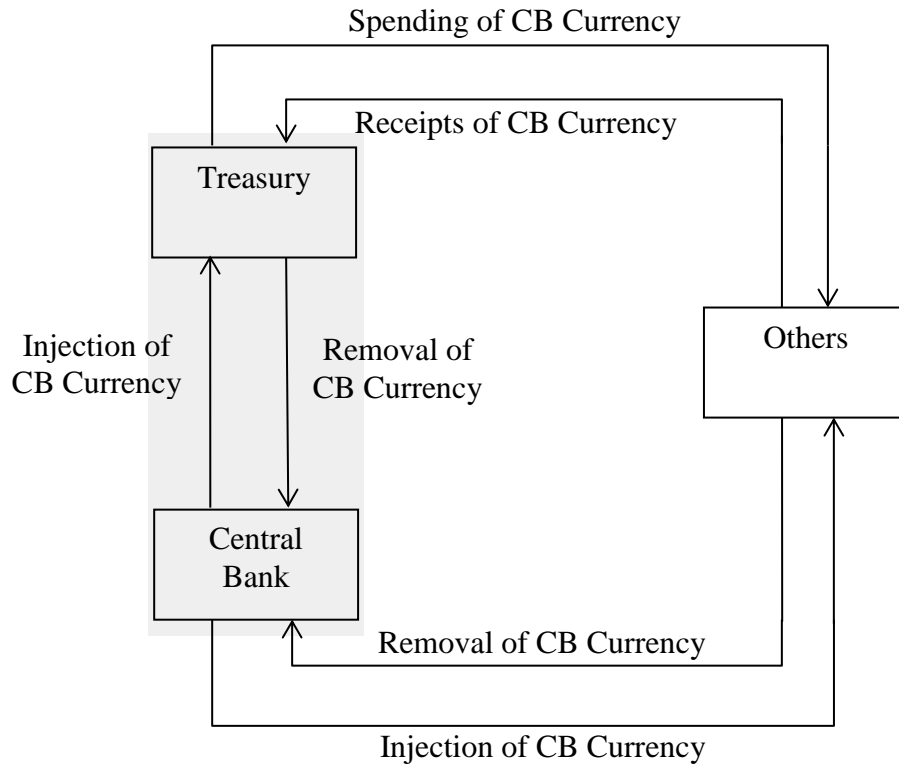 Spending of CB Currency
Receipts of CB Currency
Treasury
Injection of
CB Currency
Removal of
CB Currency
Others
Central
Bank
Removal of CB Currency
Injection of CB Currency